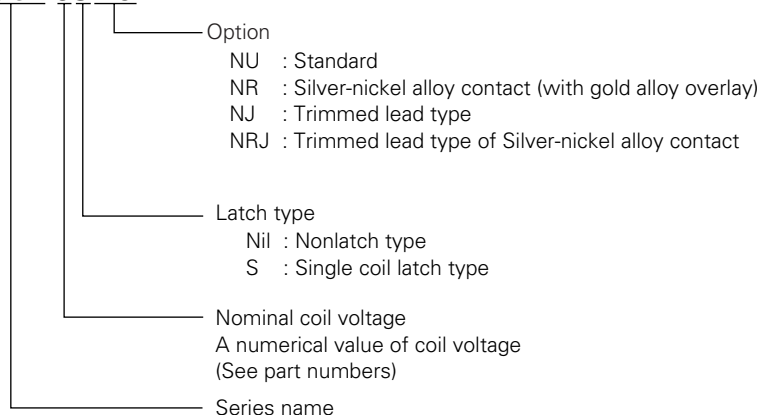 Option
NU : Standard
NR : Silver-nickel alloy contact (with gold alloy overlay)
NJ : Trimmed lead type
NRJ : Trimmed lead type of Silver-nickel alloy contact
Latch type
Nil : Nonlatch type
S : Single coil latch type
Nominal coil voltage
A numerical value of coil voltage
(See part numbers)
Series name